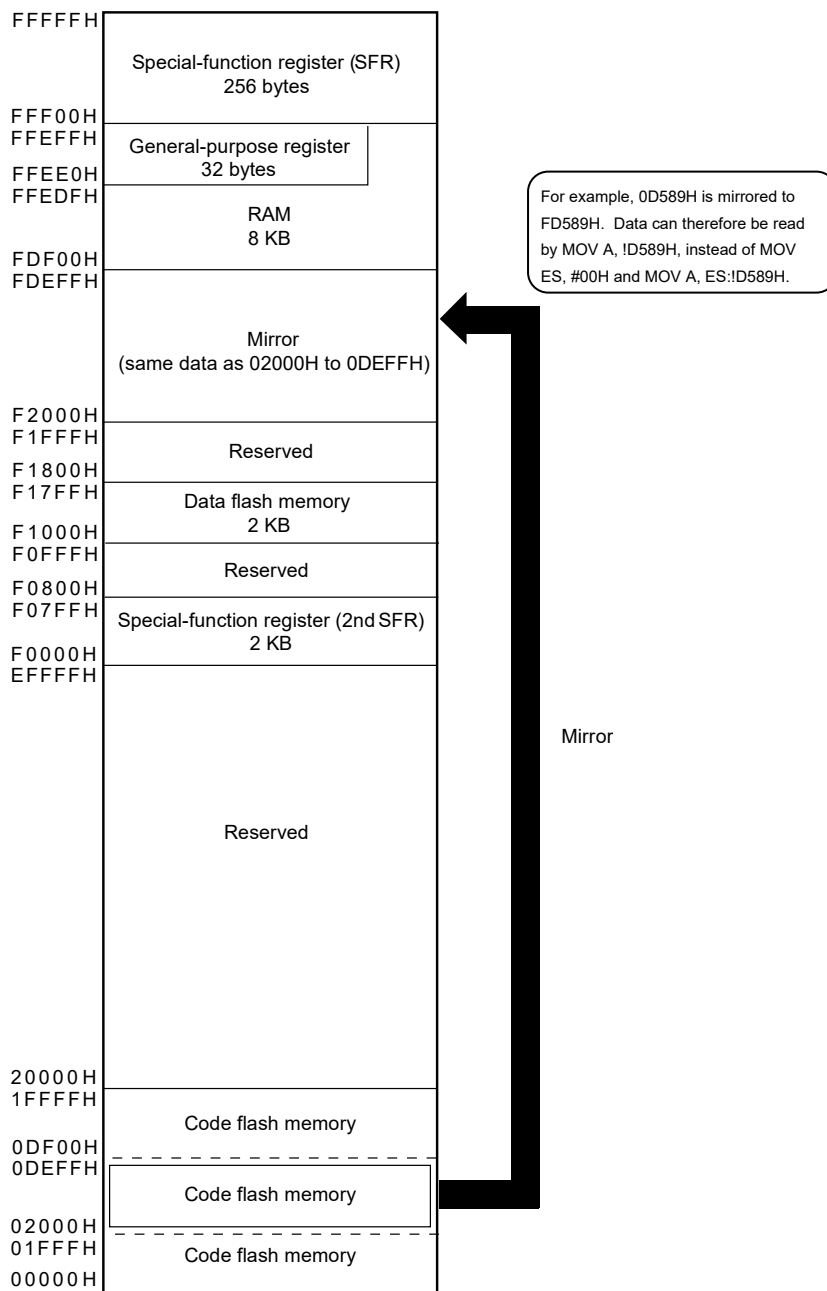 FFFFFH
Special-function register (SFR)
256 bytes
FFF00H
FFEFFH
General-purpose register
32 bytes
FFEE0H
FFEDFH
RAM
8 KB
FDF00H
FDEFFH
For example, 0D589H is mirrored to
FD589H. Data can therefore be read
by MOV A, !D589H, instead of MOV
ES, #00H and MOV A, ES:!D589H.
Mirror
(same data as 02000H to 0DEFFH)
F2000H
F1FFFH
Reserved
F1800H
F17FFH
Data flash memory
2 KB
F1000H
F0FFFH
Reserved
F0800H
F07FFH
Special-function register (2nd SFR)
2 KB
F0000H
EFFFFH
Mirror
Reserved
20000H
1FFFFH
Code flash memory
0DF00H
0DEFFH
Code flash memory
02000H
01FFFH
Code flash memory
00000H